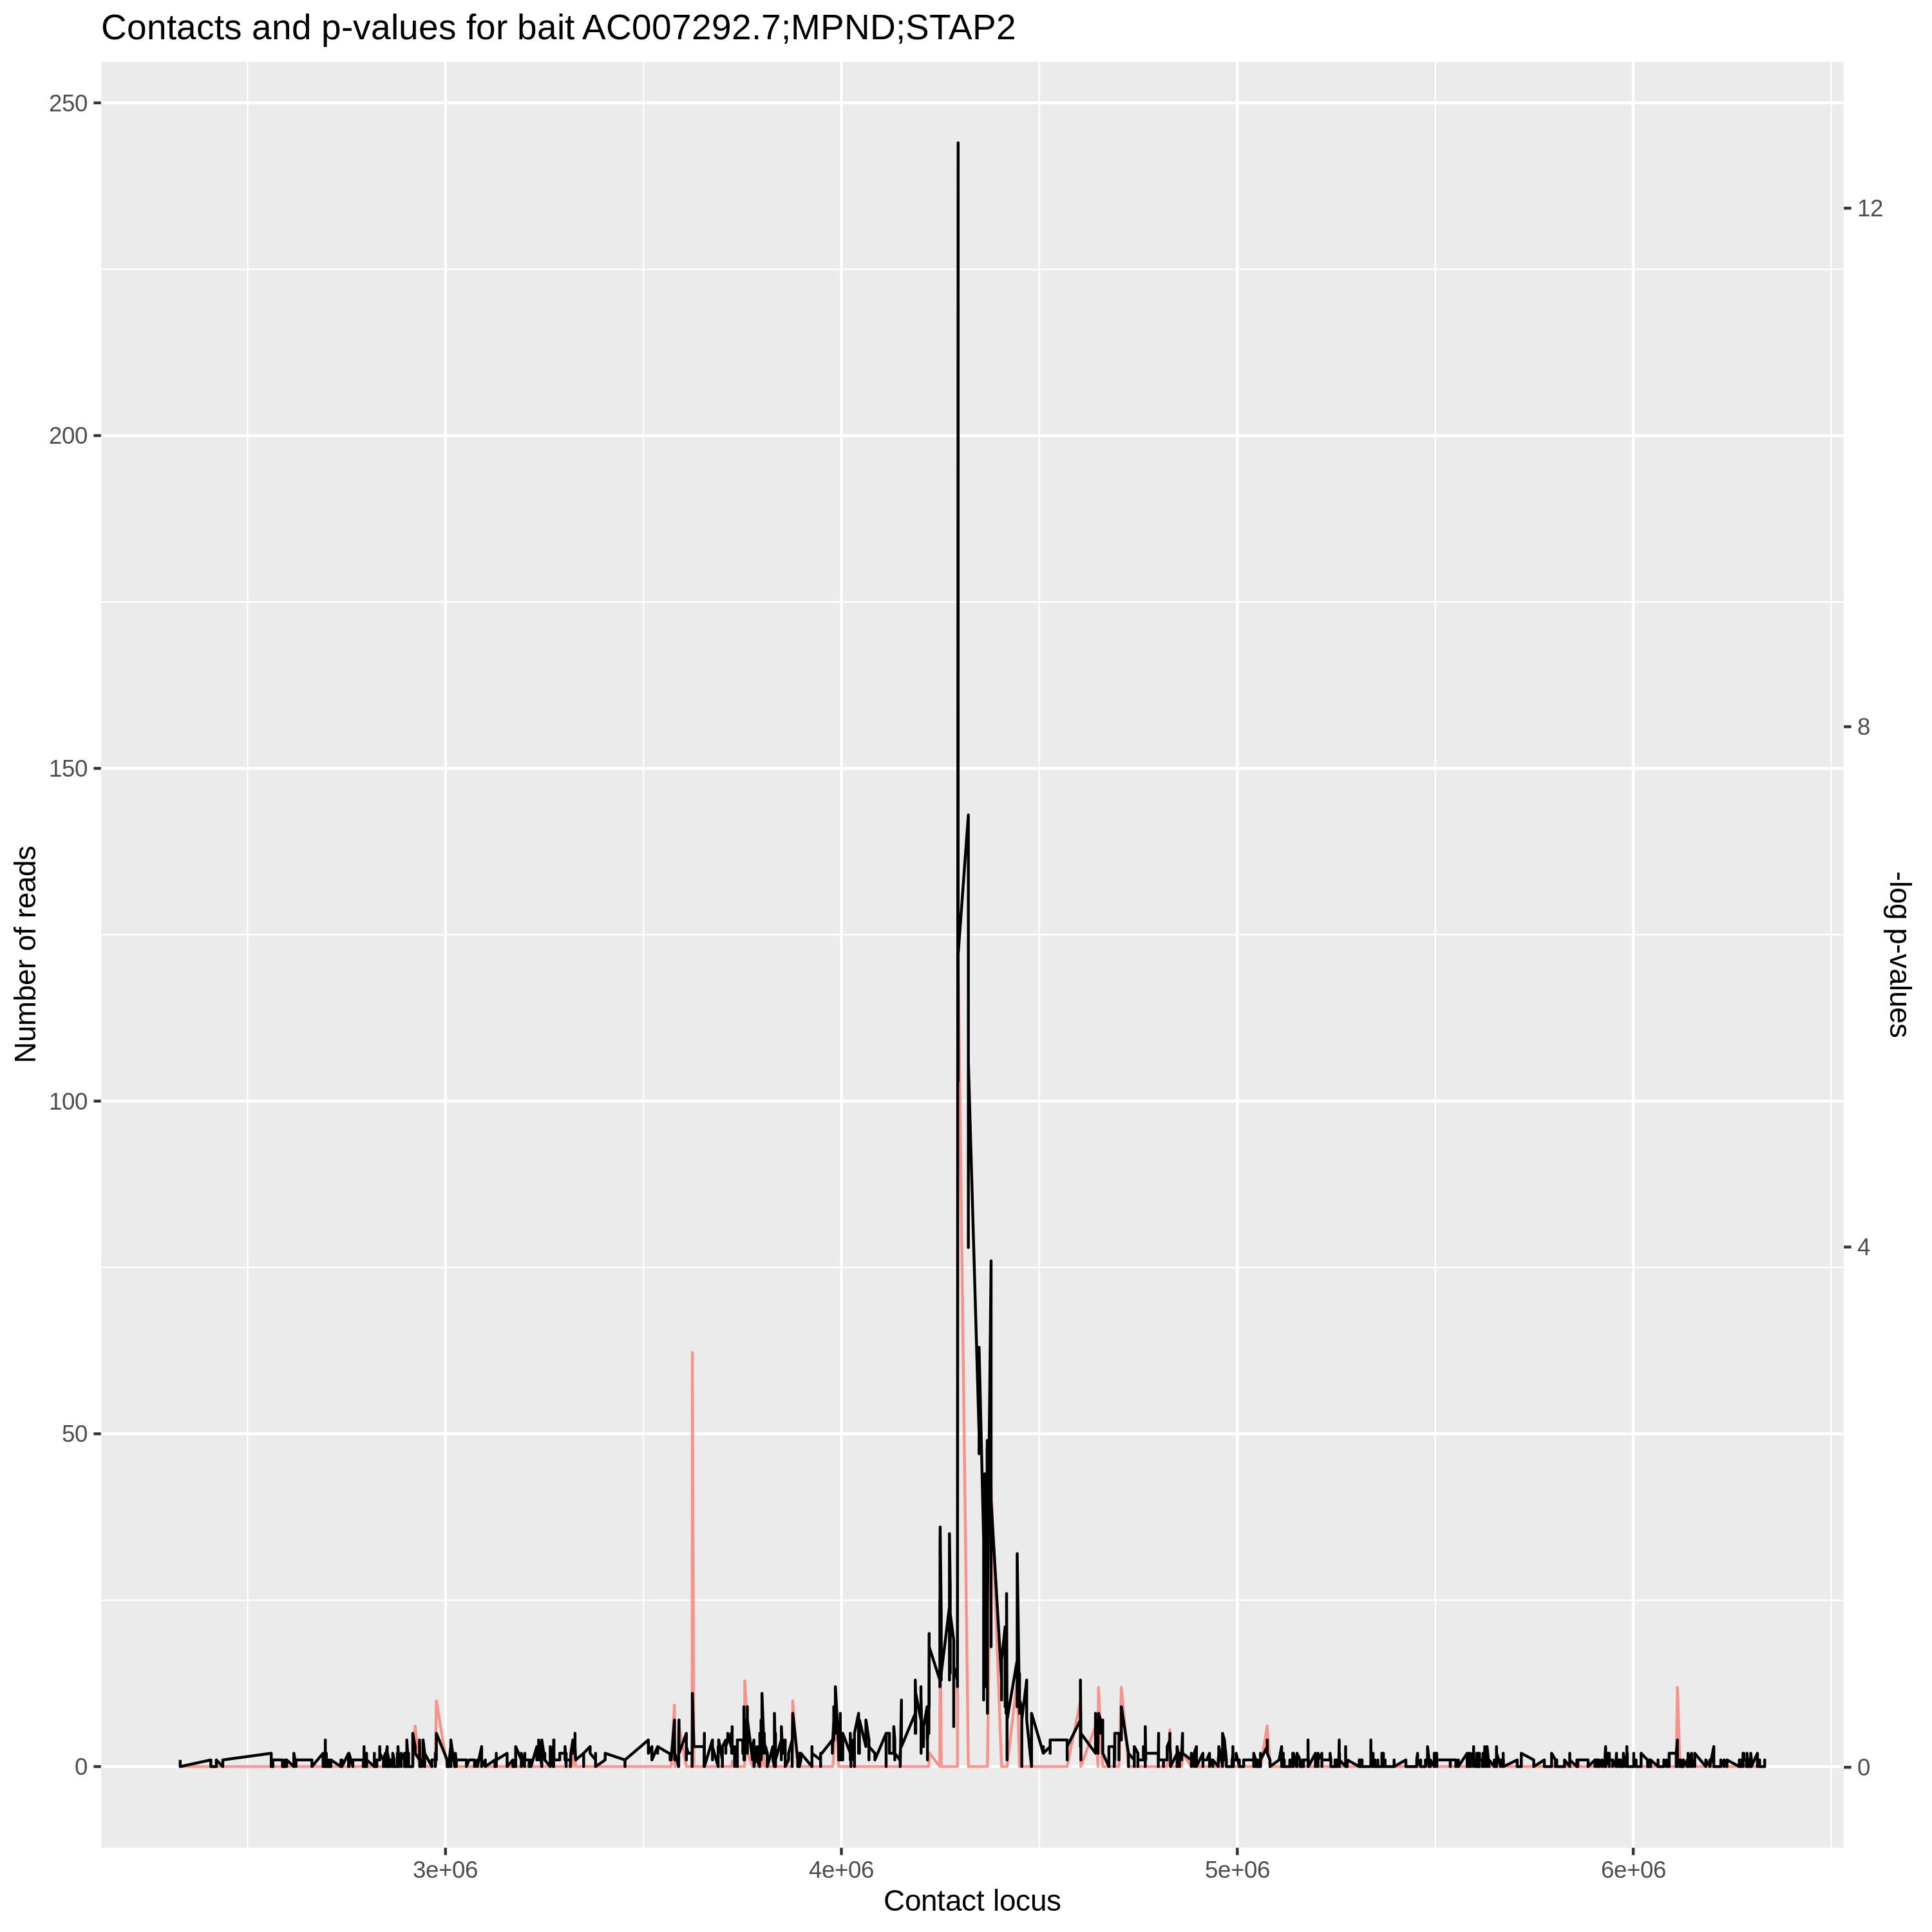 Contacts and p-values for bait AC007292.7;MPND;STAP2
250
200
150
100
50
0
Number of reads
12
8
4
0
-log p-values
3e+06
4e+06
5e+06
6e+06
Contact locus